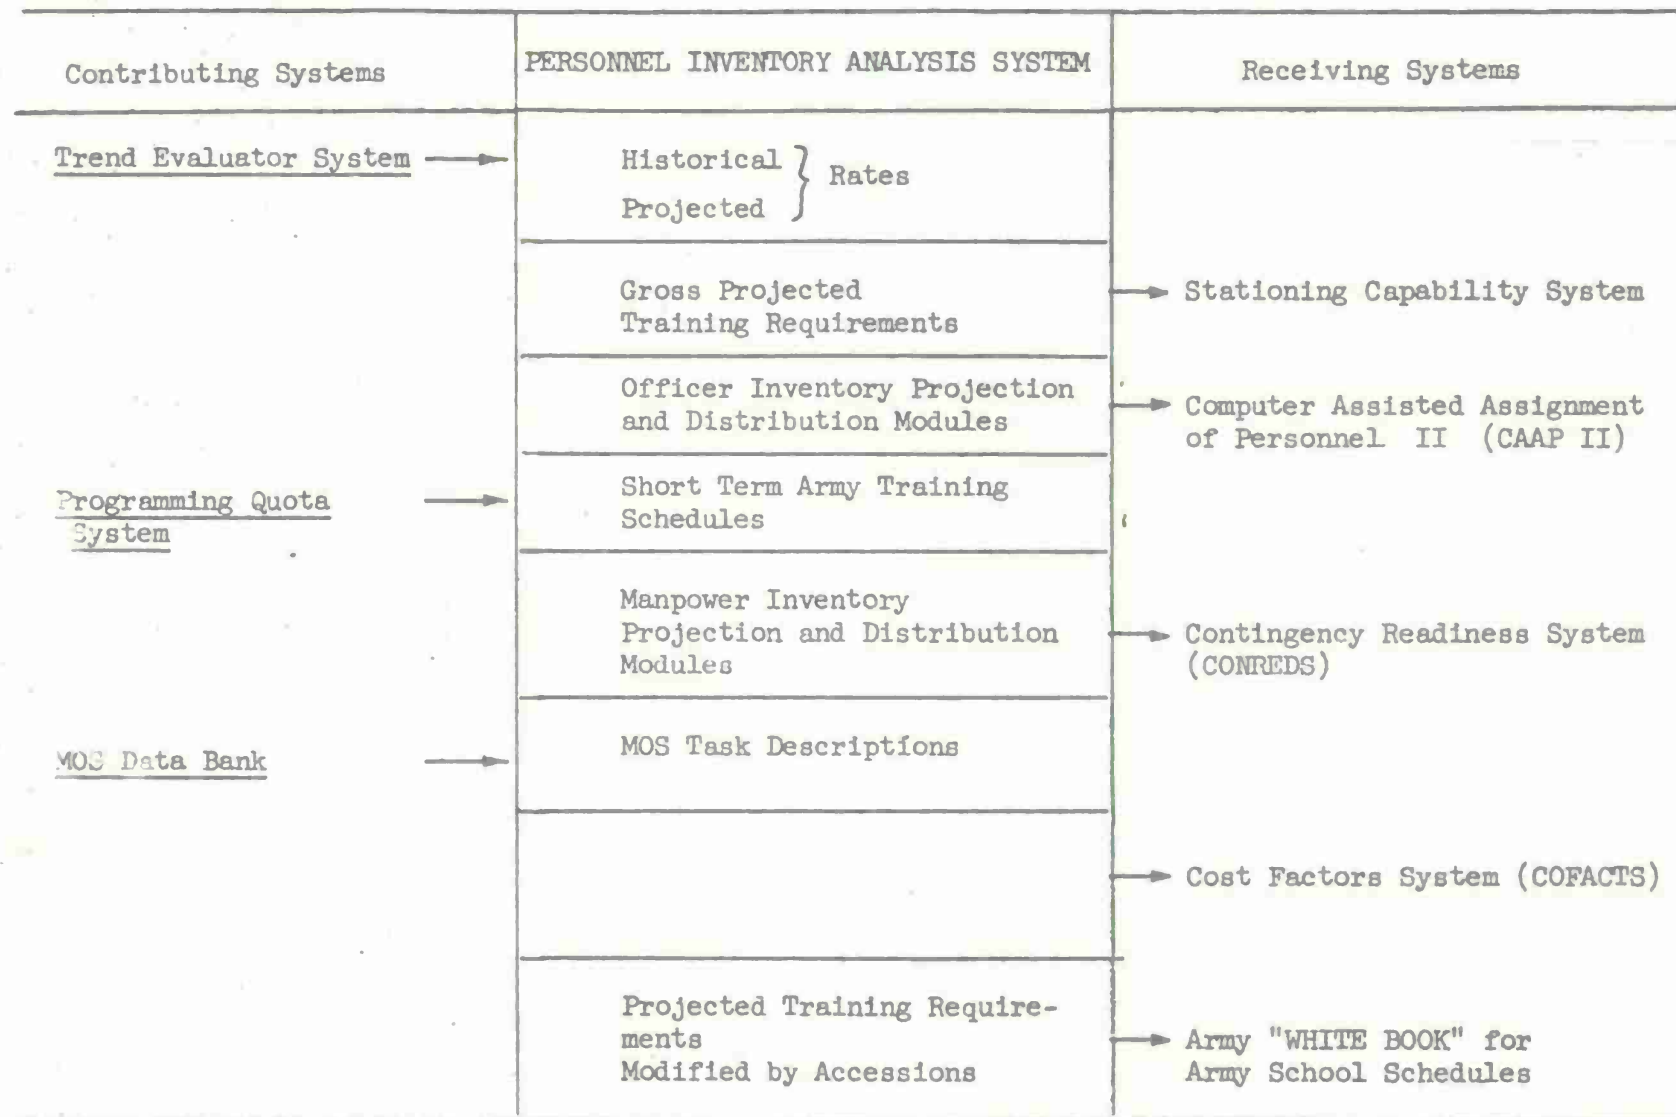 Contributing Systems
PERSONNEL INVENTORY ANALYSIS SYSTEM
Receiving Systems
Trend Evaluator System
Historical
Projected
Rates
Gross Projected
Training Requirements
Stationing Capability System
Officer Inventory Projection
and Distribution Modules
Computer Assisted Assignment
of Personnel II (CAAP II)
Programming Quota
System
Short Term Army Training
Schedules
Manpower Inventory
Projection and Distribution
Modules
Contingency Readiness System
(CONREDS)
MOS Data Bank
MOS Task Descriptions
Cost Factors System (COFACTS)
Projected Training Require-
ments
Modified by Accessions
Army "WHITE BOOK" for
Army School Schedules